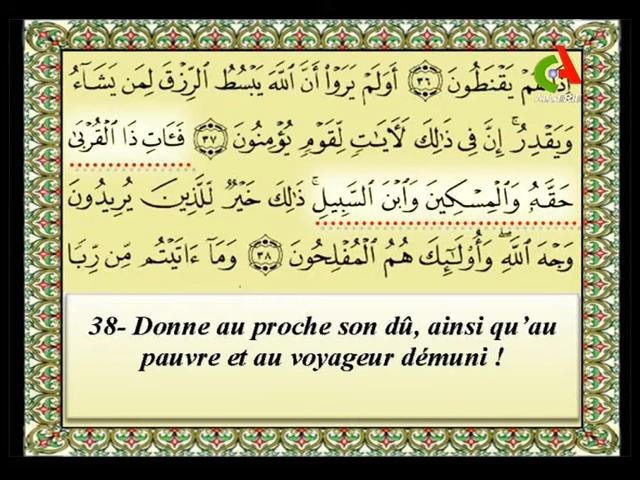 إِذَا هُمْ يَقْنَطُونَ ٣٦ أَوَلَمْ يَرَوْا۟ أَنَّ ٱللَّهَ يَبْسُطُ ٱلرِّزْقَ لِمَن يَشَآءُ
وَيَقْدِرُ ۚ إِنَّ فِى ذَٰلِكَ لَءَايَـٰتٍ لِّقَوْمٍ يُؤْمِنُونَ ٣٧ فَـَٔاتِ ذَا ٱلْقُرْبَىٰ
حَقَّهُۥ وَٱلْمِسْكِينَ وَٱبْنَ ٱلسَّبِيلِ ۚ ذَٰلِكَ خَيْرٌ لِّلَّذِينَ يُرِيدُونَ
وَجْهَ ٱللَّهِ ۖ وَأُو۟لَـٰٓئِكَ هُمُ ٱلْمُفْلِحُونَ ٣٨ وَمَآ ءَاتَيْتُم مِّن رِّبًا
38- Donne au proche son dû, ainsi qu’au
pauvre et au voyageur démuni !